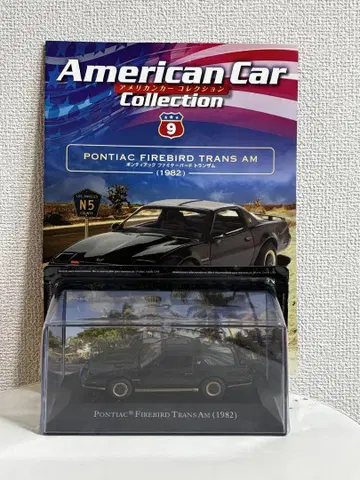 American Car
アメリカンカー コレクション
Collection
9
PONTIAC FIREBIRD TRANS AM
ポンティアック ファイヤーバード トランザム
(1982)
N5
PONTIAC® FIREBIRD TRANS AM (1982)